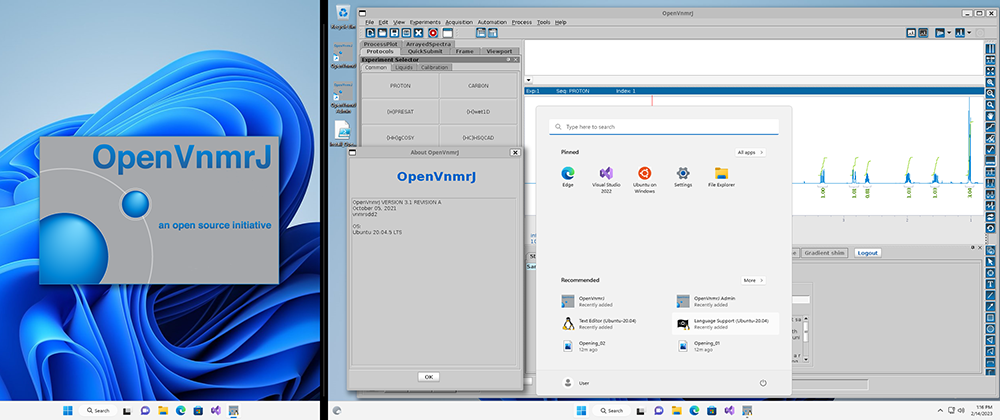 OpenVnmrJ
an open source initiative
Search
OpenVnmrJ
File Edit View Experiments Acquisition Automation Process Tools Help
ProcessPlot ArrayedSpectra
Protocols QuickSubmit Frame Viewport
Experiment Selector
Common Liquids Calibration
PROTON CARBON
(H)PRESAT (H)wet1D
(HH)gCOSY (HC)HSQCAD
Exp:1 Seq: PROTON Index 1
About OpenVnmrJ
OpenVnmrJ
OpenVnmrJ VERSION 3.1 REVISION A
October 05, 2021
vnmrsdd2
OS:
Ubuntu 20.04.5 LTS
OK
Type here to search
Pinned All apps
Edge Visual Studio 2022 Ubuntu on Windows Settings File Explorer
Recommended More
OpenVnmrJ
Recently added
OpenVnmrJ Admin
Recently added
Text Editor (Ubuntu-20.04)
Recently added
Language Support (Ubuntu-20.04)
Recently added
Opening_02
12m ago
Opening_01
12m ago
User
1.00 1.03
Gradient shim Logout
Search
1:16 PM
2/14/2023